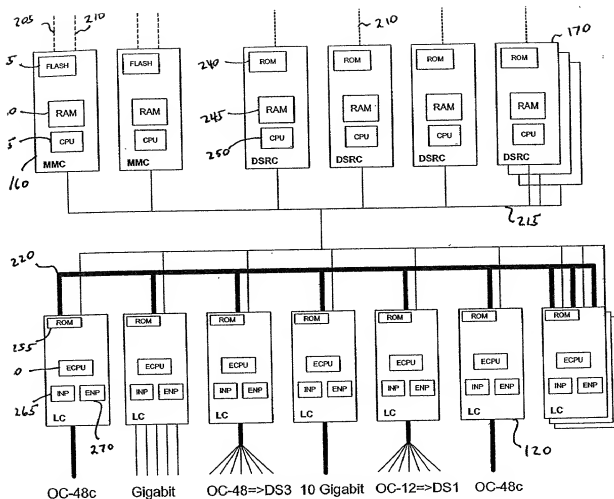 205 210 210 170
FLASH FLASH ROM ROM ROM ROM
5 240
RAM RAM RAM RAM RAM RAM
0 245
CPU CPU CPU CPU CPU CPU
5 250
MMC MMC DSRC DSRC DSRC DSRC
160
215
220
ROM ROM ROM ROM ROM ROM ROM
255
ECPU ECPU ECPU ECPU ECPU ECPU ECPU
0
INP ENP INP ENP INP ENP INP ENP INP ENP INP ENP INP ENP
265
LC LC LC LC LC LC LC
270 120
OC-48c Gigabit OC-48=>DS3 10 Gigabit OC-12=>DS1 OC-48c